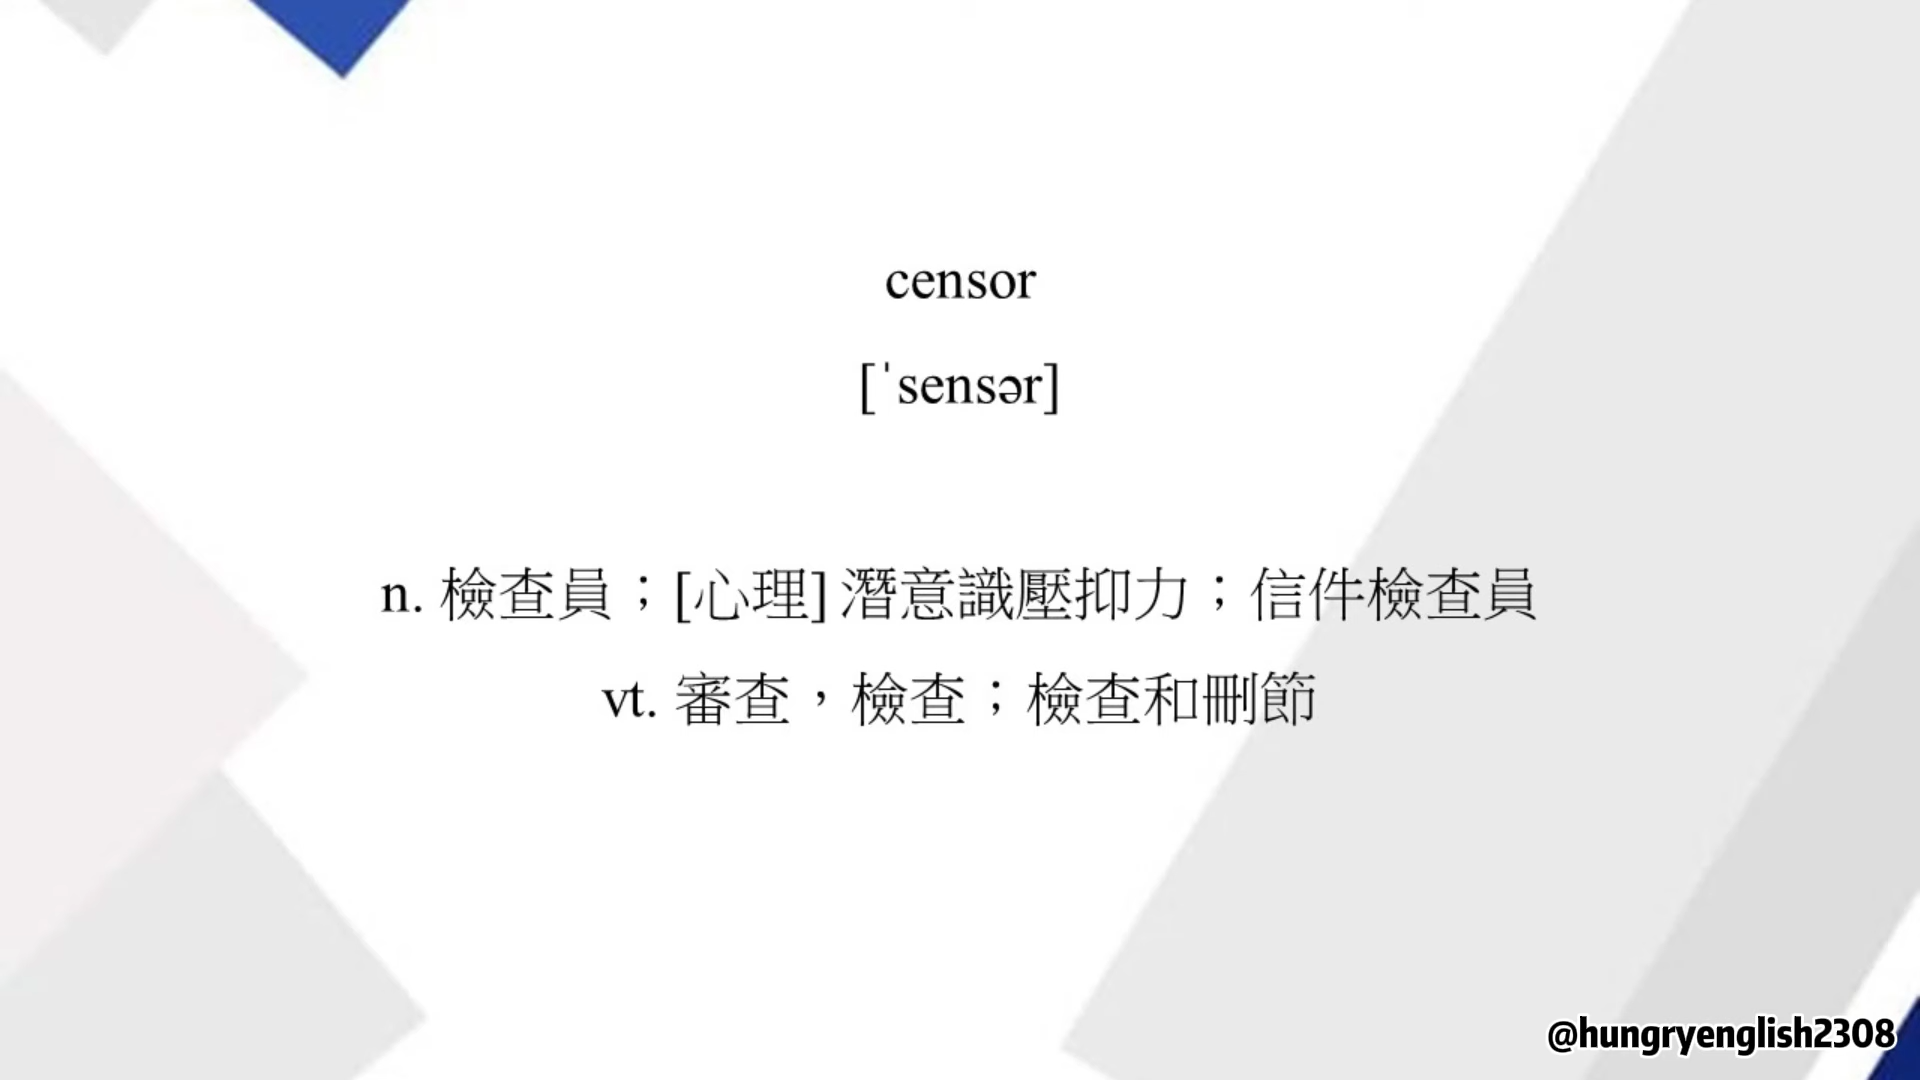 censor
[ˈsensər]
n. 檢查員；[心理] 潛意識壓抑力；信件檢查員
vt. 審查，檢查；檢查和刪節
@hungryenglish2308